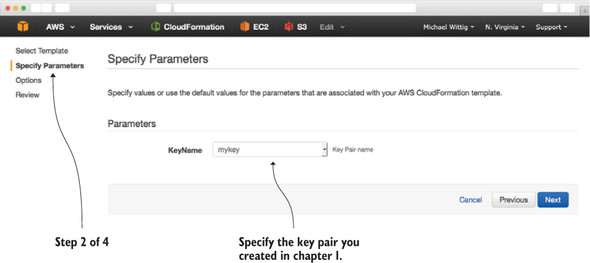 AWS Services CloudFormation EC2 S3 Edit Michael Wittig N. Virginia Support
Select Template
Specify Parameters
Options
Review
Specify Parameters
Specify values or use the default values for the parameters that are associated with your AWS CloudFormation template.
Parameters
KeyName mykey Key Pair name
Cancel Previous Next
Step 2 of 4
Specify the key pair you
created in chapter 1.